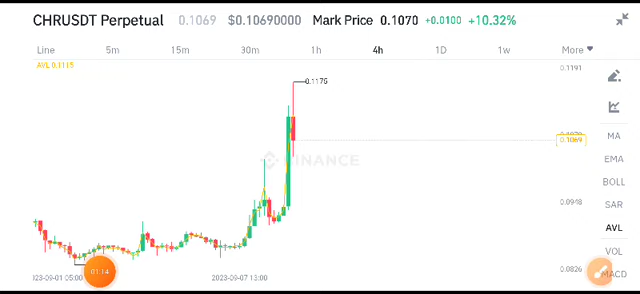 CHRUSDT Perpetual 0.1069 $0.10690000 Mark Price 0.1070 +0.0100 +10.32%
Line 5m 15m 30m 1h 4h 1D 1w More
AVL 0.1115
0.1191
0.1175
MA
0.1069
EMA
BINANCE
BOLL
0.0948
SAR
AVL
VOL
0.0826
MACD
01:14
2023-09-07 13:00